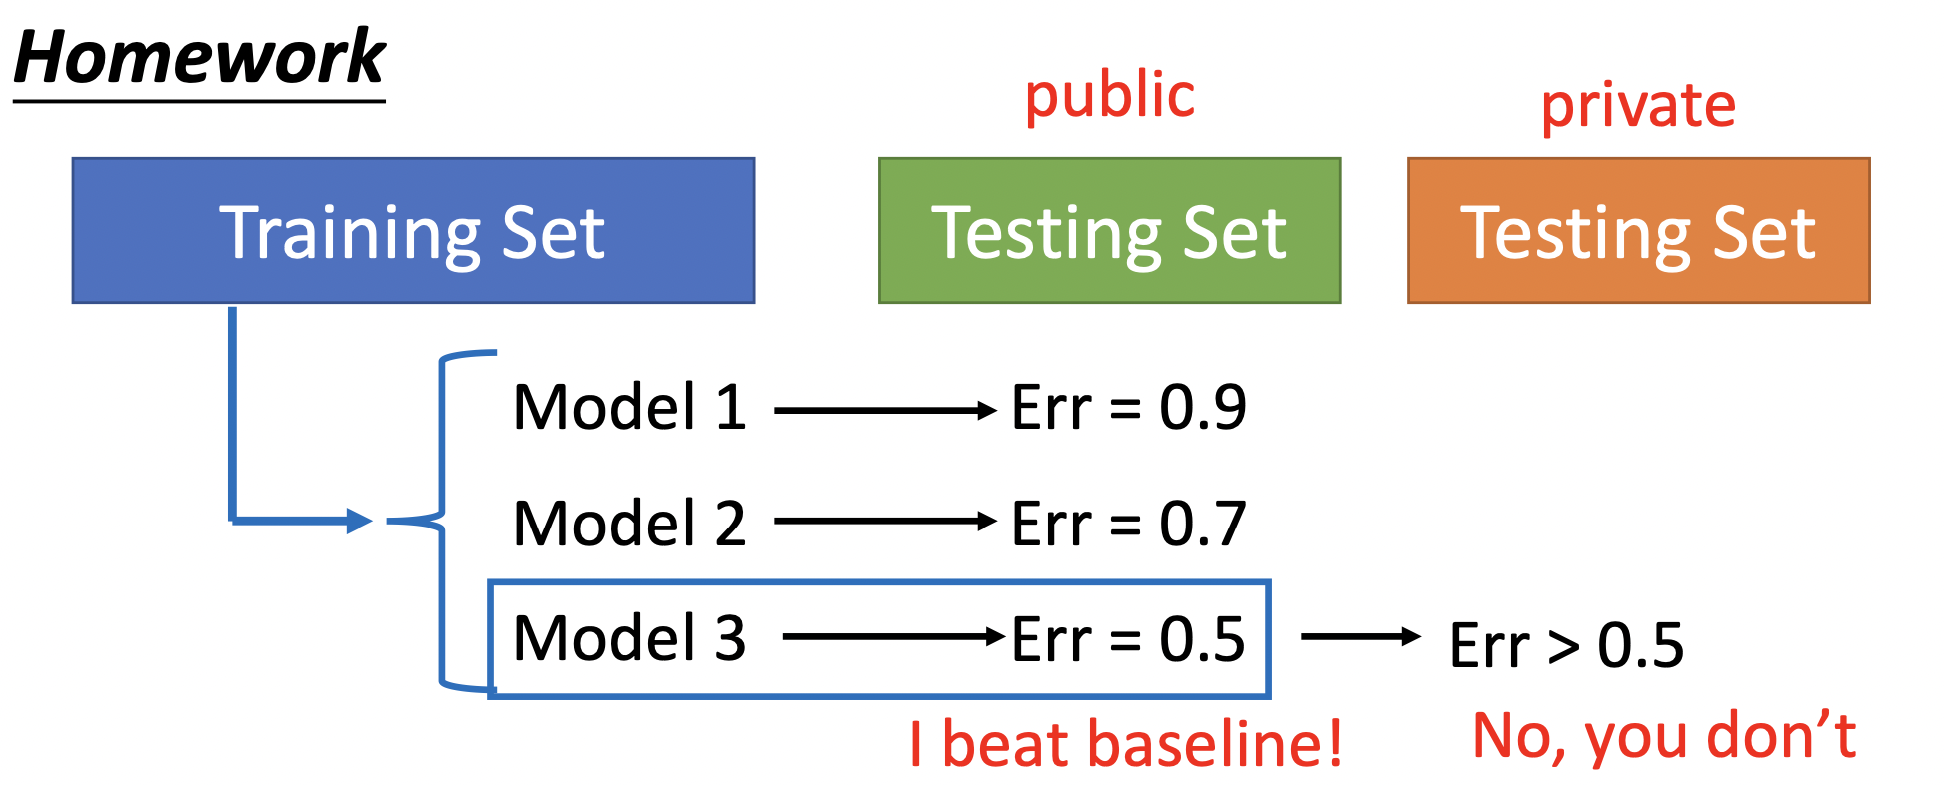 Homework
public
private
Training Set
Testing Set
Testing Set
Model 1
Err = 0.9
Model 2
Err = 0.7
Model 3
Err = 0.5
Err > 0.5
I beat baseline!
No, you don’t